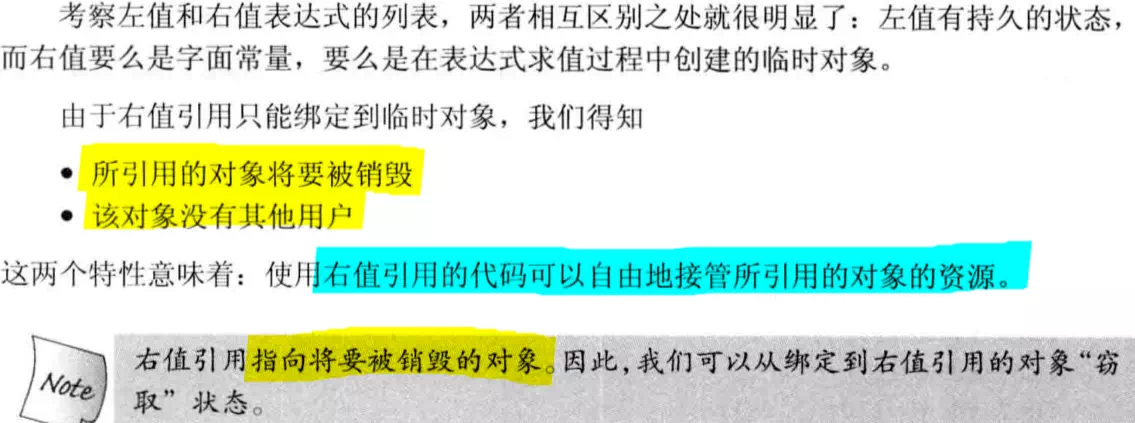 考察左值和右值表达式的列表，两者相互区别之处就很明显了：左值有持久的状态，
而右值要么是字面常量，要么是在表达式求值过程中创建的临时对象。
由于右值引用只能绑定到临时对象，我们得知
• 所引用的对象将要被销毁
• 该对象没有其他用户
这两个特性意味着：使用右值引用的代码可以自由地接管所引用的对象的资源。
Note
右值引用指向将要被销毁的对象。因此，我们可以从绑定到右值引用的对象“窃
取”状态。